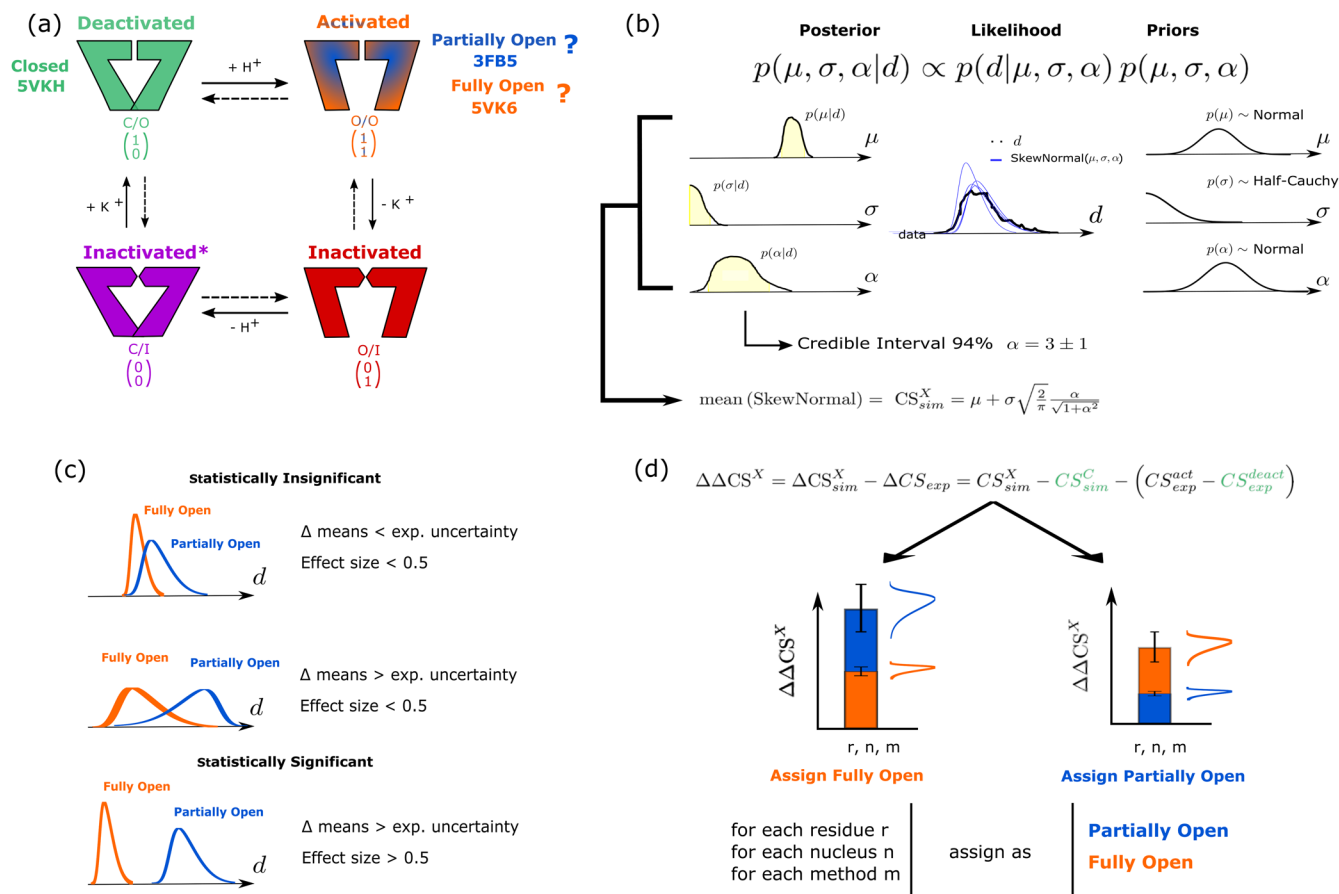 (a)
Deactivated
Activated
Closed
5VKH
+ H⁺
Partially Open ?
3FB5
Fully Open ?
5VK6
C/O
(1
0)
O/O
(1
1)
+ K⁺
- K⁺
Inactivated*
Inactivated
- H⁺
C/I
(0
0)
O/I
(0
1)
(b)
Posterior
Likelihood
Priors
p(μ, σ, α|d) ∝ p(d|μ, σ, α) p(μ, σ, α)
p(μ|d)
μ
p(σ|d)
σ
p(α|d)
α
·· d
SkewNormal(μ, σ, α)
data
d
p(μ) ~ Normal
μ
p(σ) ~ Half-Cauchy
σ
p(α) ~ Normal
α
Credible Interval 94% α = 3 ± 1
mean (SkewNormal) = CS^X_sim = μ + σ√(2/π) α/√(1+α²)
(c)
Statistically Insignificant
Fully Open
Partially Open
d
Δ means < exp. uncertainty
Effect size < 0.5
Fully Open
Partially Open
d
Δ means > exp. uncertainty
Effect size < 0.5
Statistically Significant
Fully Open
Partially Open
d
Δ means > exp. uncertainty
Effect size > 0.5
(d)
ΔΔCS^X = ΔCS^X_sim − ΔCS_exp = CS^X_sim − CS^C_sim − (CS^act_exp − CS^deact_exp)
ΔΔCS^X
r, n, m
Assign Fully Open
ΔΔCS^X
r, n, m
Assign Partially Open
for each residue r
for each nucleus n
for each method m
assign as
Partially Open
Fully Open